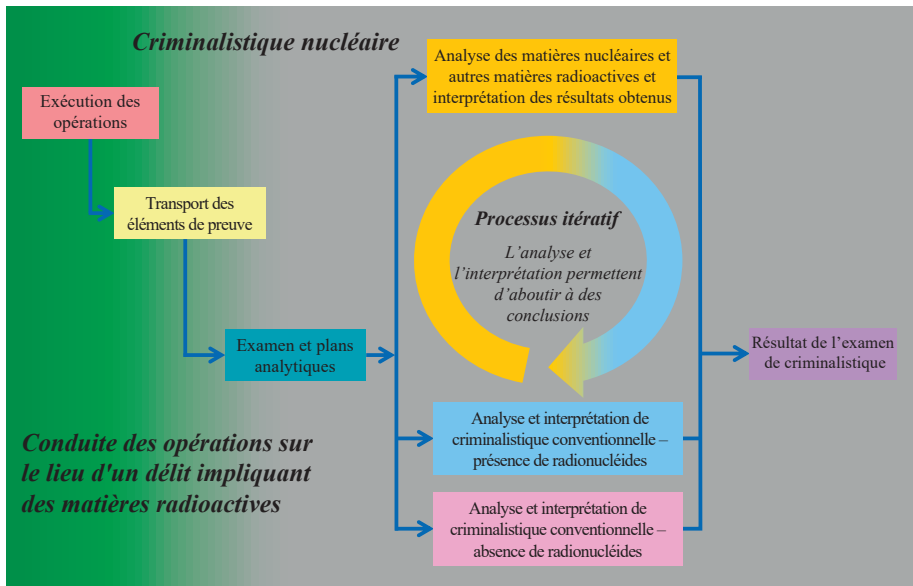 Criminalistique nucléaire
Exécution des
opérations
Transport des
éléments de preuve
Examen et plans
analytiques
Conduite des opérations sur
le lieu d'un délit impliquant
des matières radioactives
Analyse des matières nucléaires et
autres matières radioactives et
interprétation des résultats obtenus
Processus itératif
L’analyse et
l’interprétation permettent
d’aboutir à des
conclusions
Analyse et interprétation de
criminalistique conventionnelle –
présence de radionucléides
Analyse et interprétation de
criminalistique conventionnelle –
absence de radionucléides
Résultat de l’examen
de criminalistique